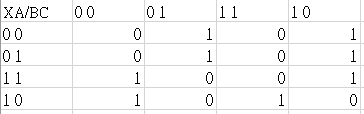 XA/BC 0 0 0 1 1 1 1 0
0 0 0 1 0 1
0 1 0 1 0 1
1 1 1 0 0 1
1 0 1 0 1 0